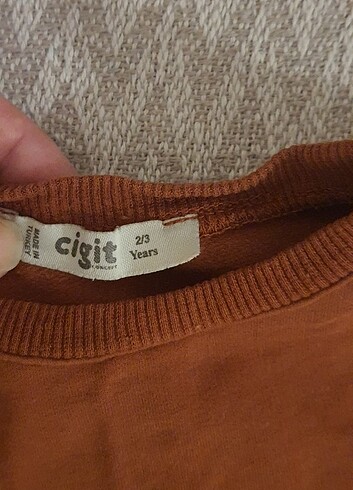 MADE IN
TURKEY
cigit
CONCEPT
2/3
Years